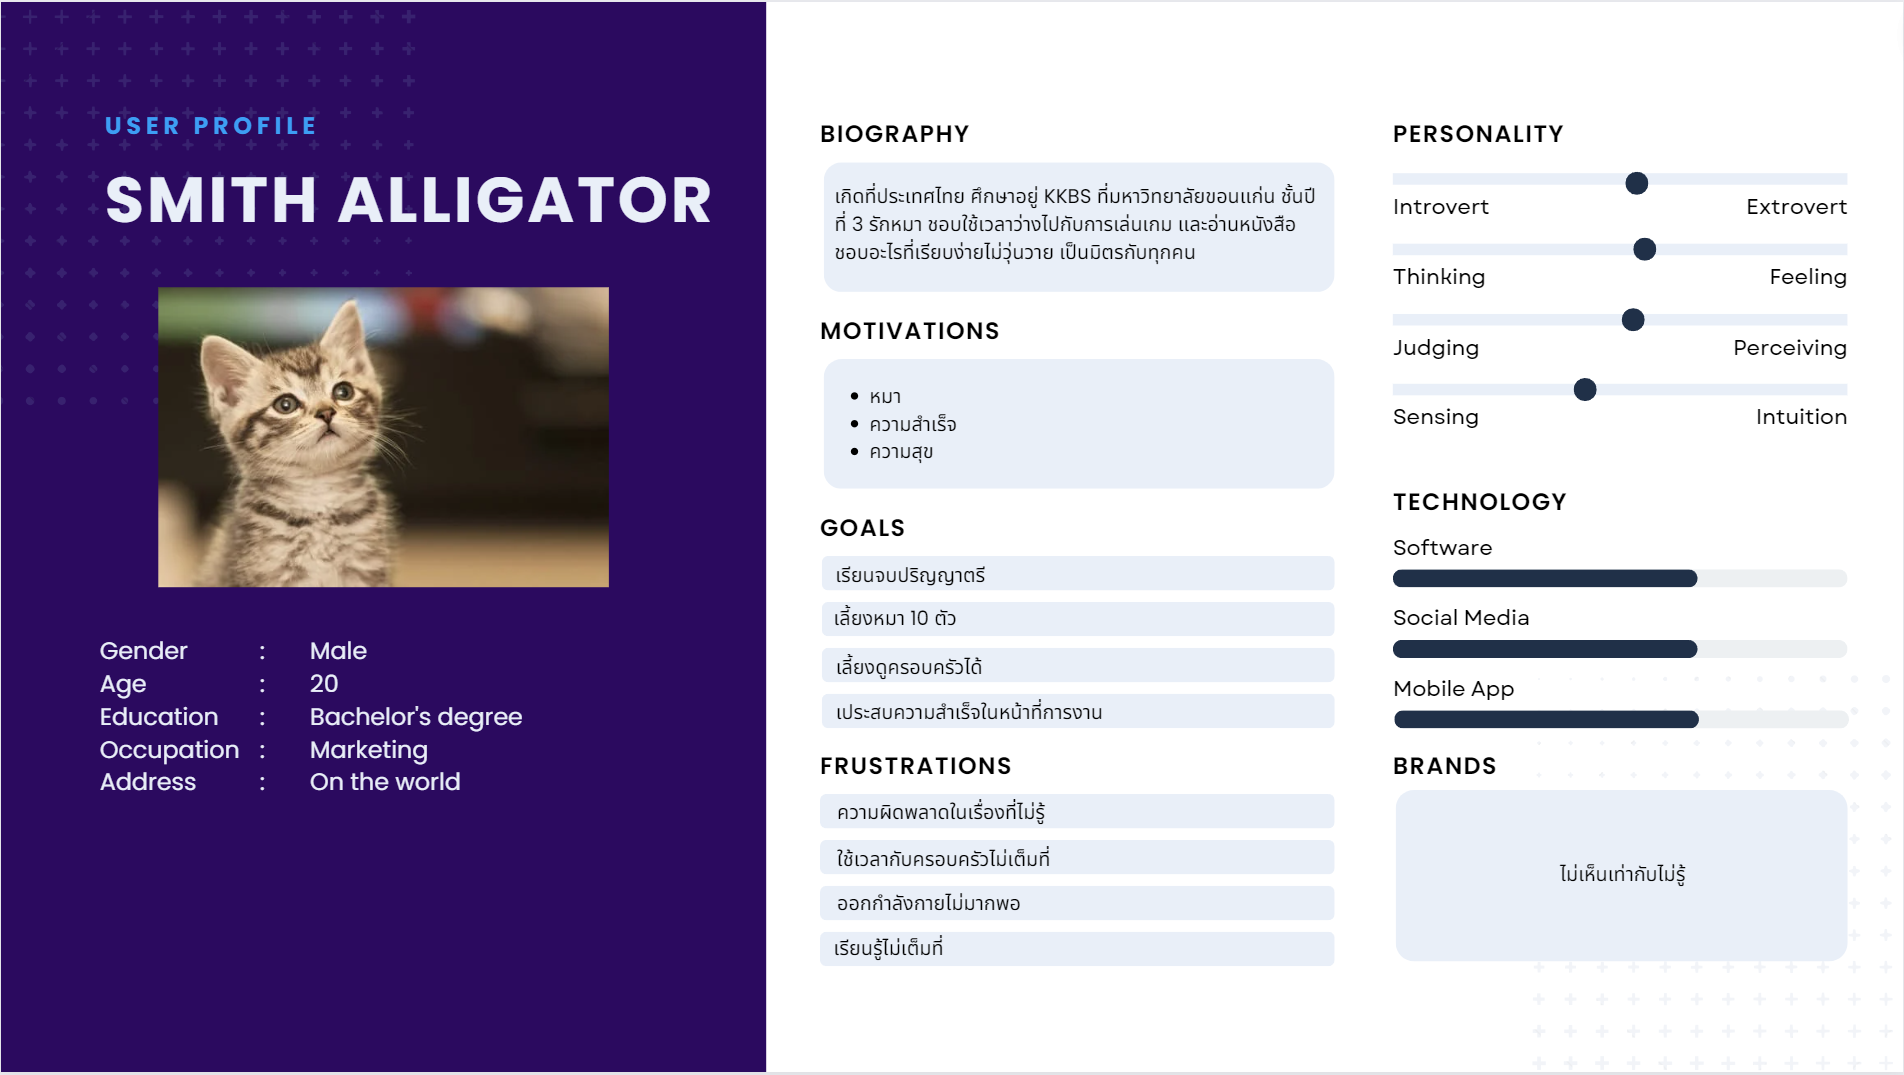 USER PROFILE
SMITH ALLIGATOR
Gender : Male
Age : 20
Education : Bachelor's degree
Occupation : Marketing
Address : On the world
BIOGRAPHY
เกิดที่ประเทศไทย ศึกษาอยู่ KKBS ที่มหาวิทยาลัยขอนแก่น ชั้นปี
ที่ 3 รักหมา ชอบใช้เวลาว่างไปกับการเล่นเกม และอ่านหนังสือ
ชอบอะไรที่เรียบง่ายไม่วุ่นวาย เป็นมิตรกับทุกคน
MOTIVATIONS
• หมา
• ความสำเร็จ
• ความสุข
GOALS
เรียนจบปริญญาตรี
เลี้ยงหมา 10 ตัว
เลี้ยงดูครอบครัวได้
เประสบความสำเร็จในหน้าที่การงาน
FRUSTRATIONS
ความผิดพลาดในเรื่องที่ไม่รู้
ใช้เวลากับครอบครัวไม่เต็มที่
ออกกำลังกายไม่มากพอ
เรียนรู้ไม่เต็มที่
PERSONALITY
Introvert Extrovert
Thinking Feeling
Judging Perceiving
Sensing Intuition
TECHNOLOGY
Software
Social Media
Mobile App
BRANDS
ไม่เห็นเท่ากับไม่รู้